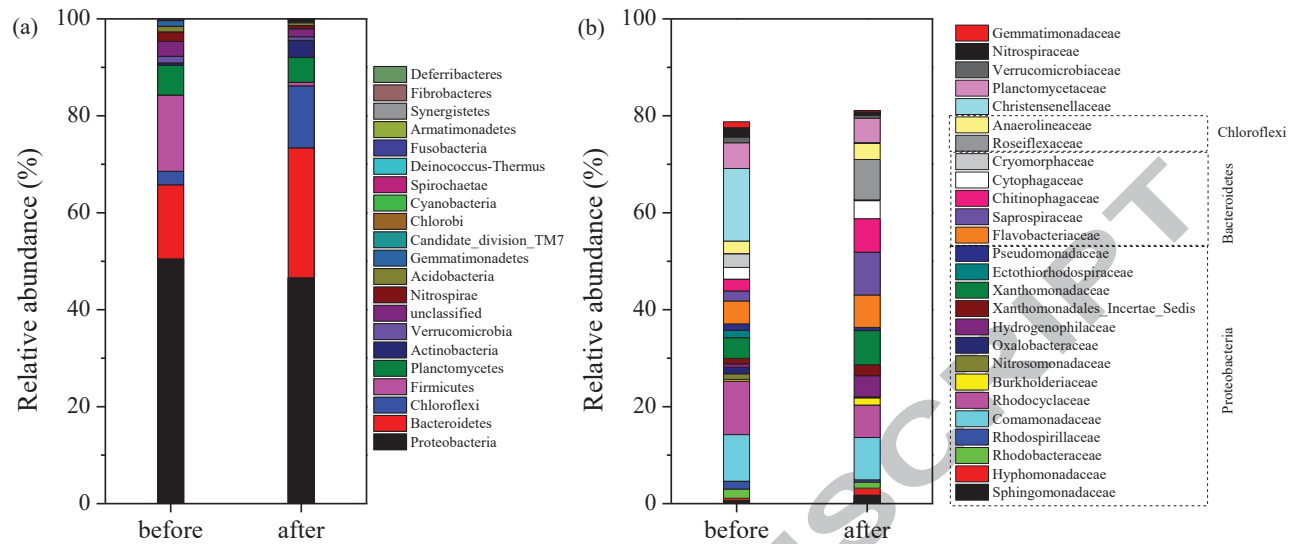 (a)
Relative abundance (%)
100
80
60
40
20
0
before
after
Deferribacteres
Fibrobacteres
Synergistetes
Armatimonadetes
Fusobacteria
Deinococcus-Thermus
Spirochaetae
Cyanobacteria
Chlorobi
Candidate_division_TM7
Gemmatimonadetes
Acidobacteria
Nitrospirae
unclassified
Verrucomicrobia
Actinobacteria
Planctomycetes
Firmicutes
Chloroflexi
Bacteroidetes
Proteobacteria
(b)
Relative abundance (%)
100
80
60
40
20
0
before
after
Gemmatimonadaceae
Nitrospiraceae
Verrucomicrobiaceae
Planctomycetaceae
Christensenellaceae
Anaerolineaceae
Roseiflexaceae
Cryomorphaceae
Cytophagaceae
Chitinophagaceae
Saprospiraceae
Flavobacteriaceae
Pseudomonadaceae
Ectothiorhodospiraceae
Xanthomonadaceae
Xanthomonadales_Incertae_Sedis
Hydrogenophilaceae
Oxalobacteraceae
Nitrosomonadaceae
Burkholderiaceae
Rhodocyclaceae
Comamonadaceae
Rhodospirillaceae
Rhodobacteraceae
Hyphomonadaceae
Sphingomonadaceae
Chloroflexi
Bacteroidetes
Proteobacteria
SCRIPT